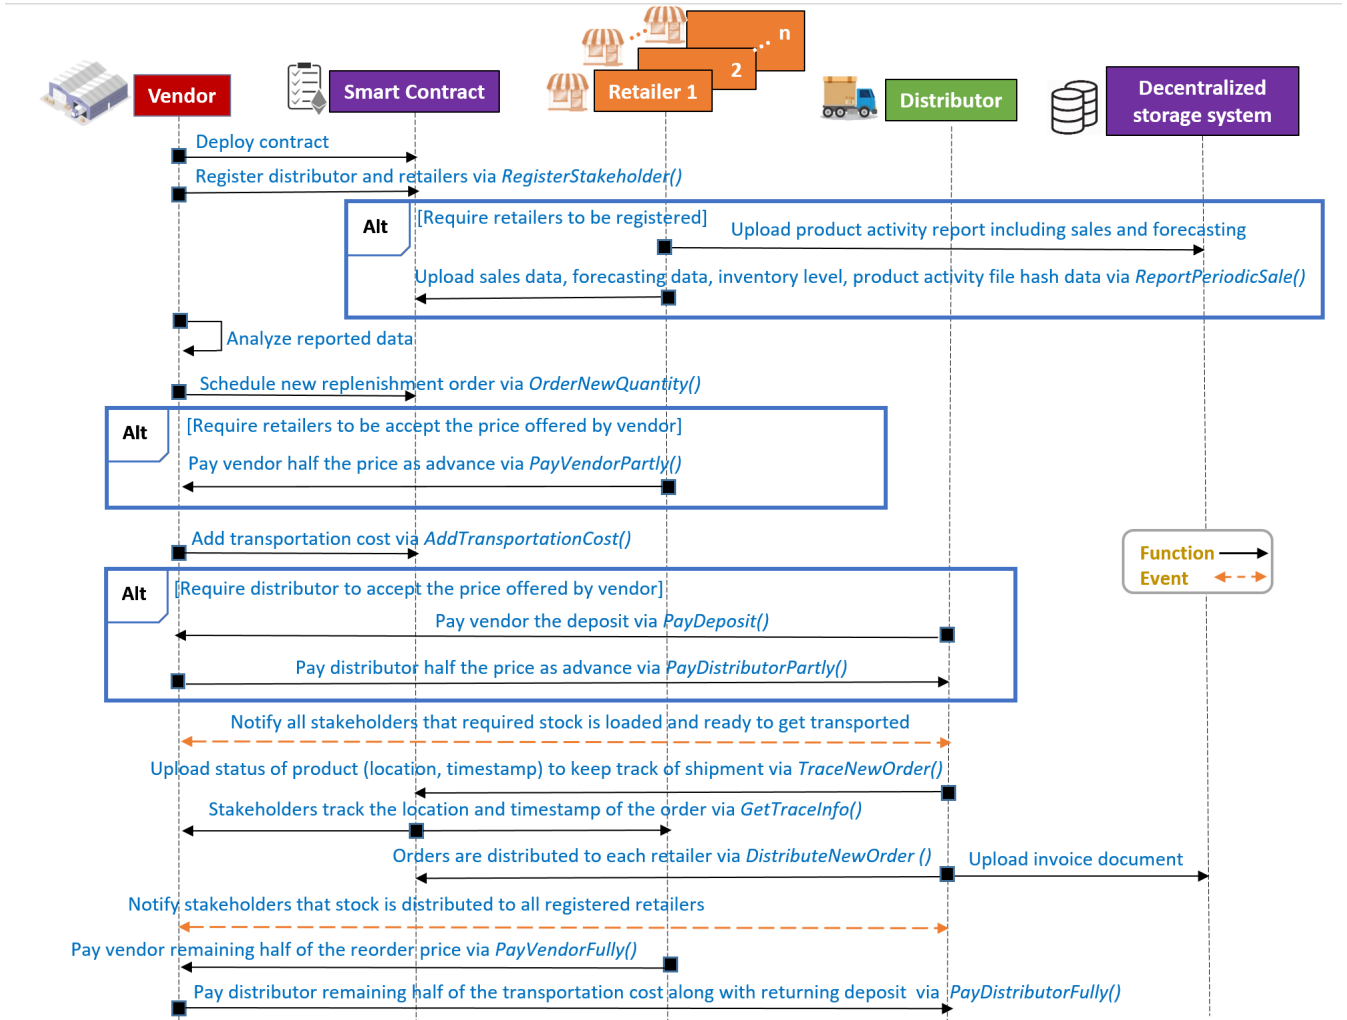 n
2
Vendor
Smart Contract
Retailer 1
Distributor
Decentralized
storage system
Deploy contract
Register distributor and retailers via RegisterStakeholder()
Alt
[Require retailers to be registered]
Upload product activity report including sales and forecasting
Upload sales data, forecasting data, inventory level, product activity file hash data via ReportPeriodicSale()
Analyze reported data
Schedule new replenishment order via OrderNewQuantity()
Alt
[Require retailers to be accept the price offered by vendor]
Pay vendor half the price as advance via PayVendorPartly()
Add transportation cost via AddTransportationCost()
Function
Event
Alt
[Require distributor to accept the price offered by vendor]
Pay vendor the deposit via PayDeposit()
Pay distributor half the price as advance via PayDistributorPartly()
Notify all stakeholders that required stock is loaded and ready to get transported
Upload status of product (location, timestamp) to keep track of shipment via TraceNewOrder()
Stakeholders track the location and timestamp of the order via GetTraceInfo()
Orders are distributed to each retailer via DistributeNewOrder ()
Upload invoice document
Notify stakeholders that stock is distributed to all registered retailers
Pay vendor remaining half of the reorder price via PayVendorFully()
Pay distributor remaining half of the transportation cost along with returning deposit via PayDistributorFully()